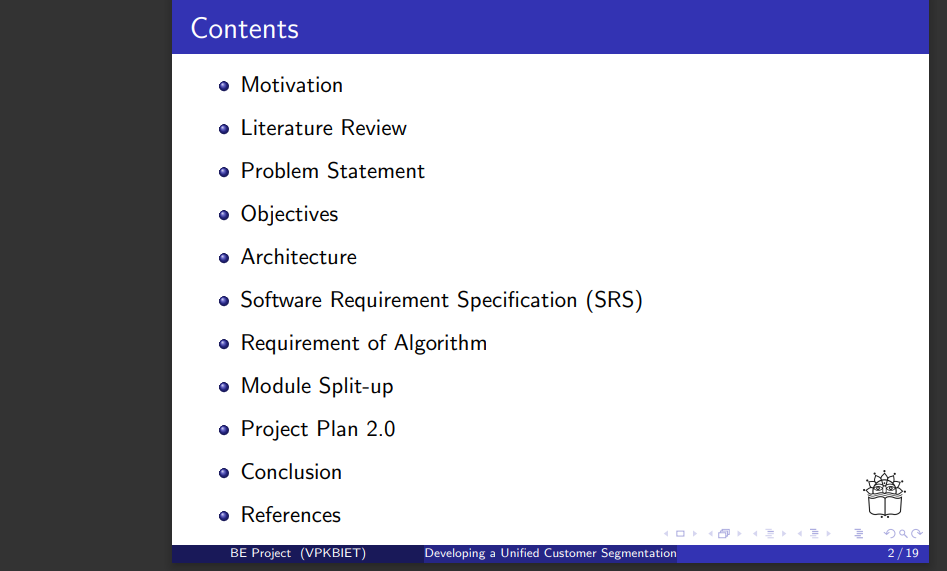 Contents
Motivation
Literature Review
Problem Statement
Objectives
Architecture
Software Requirement Specification (SRS)
Requirement of Algorithm
Module Split-up
Project Plan 2.0
Conclusion
References
BE Project (VPKBIET) Developing a Unified Customer Segmentation 2 / 19